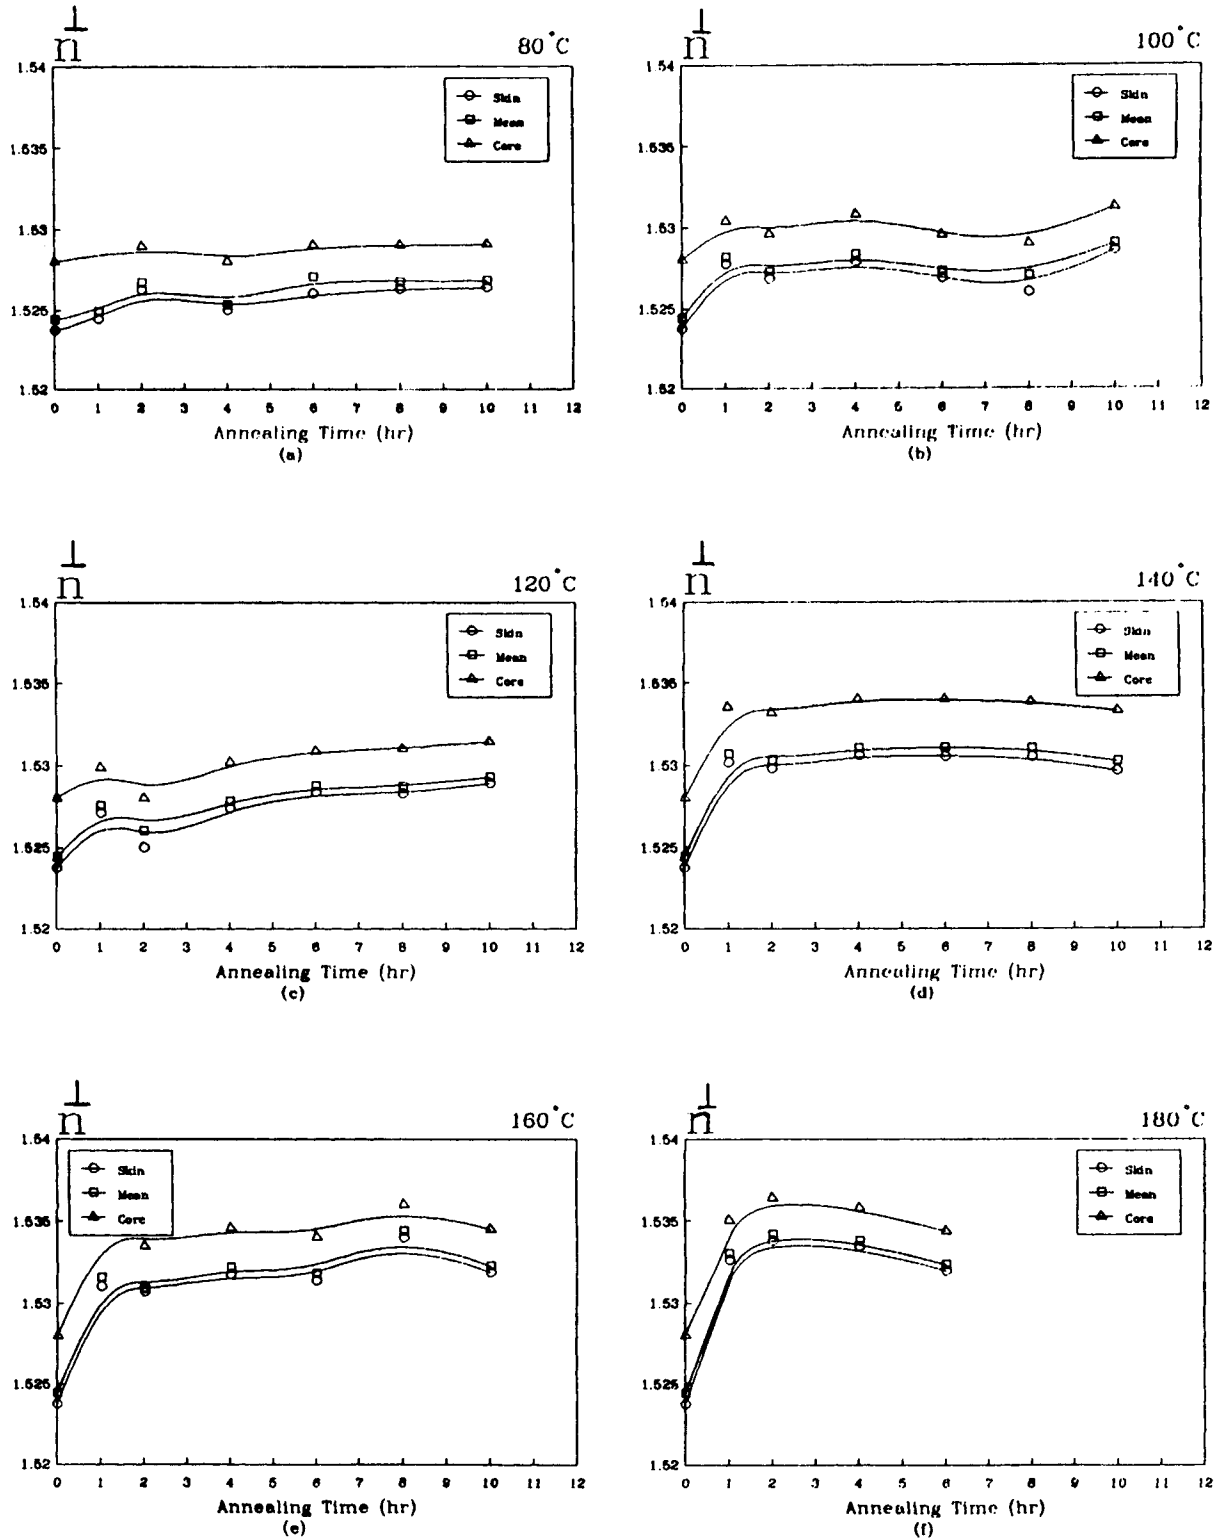 n⊥ 80°C
1.54
1.535
1.53
1.525
1.52
Skin
Mean
Core
0 1 2 3 4 5 6 7 8 9 10 11 12
Annealing Time (hr)
(a)
n⊥ 100°C
1.54
1.535
1.53
1.525
1.52
Skin
Mean
Core
0 1 2 3 4 5 6 7 8 9 10 11 12
Annealing Time (hr)
(b)
n⊥ 120°C
1.54
1.535
1.53
1.525
1.52
Skin
Mean
Core
0 1 2 3 4 5 6 7 8 9 10 11 12
Annealing Time (hr)
(c)
n⊥ 140°C
1.54
1.535
1.53
1.525
1.52
Skin
Mean
Core
0 1 2 3 4 5 6 7 8 9 10 11 12
Annealing Time (hr)
(d)
n⊥ 160°C
1.54
1.535
1.53
1.525
1.52
Skin
Mean
Core
0 1 2 3 4 5 6 7 8 9 10 11 12
Annealing Time (hr)
(e)
n⊥ 180°C
1.54
1.535
1.53
1.525
1.52
Skin
Mean
Core
0 1 2 3 4 5 6 7 8 9 10 11 12
Annealing Time (hr)
(f)